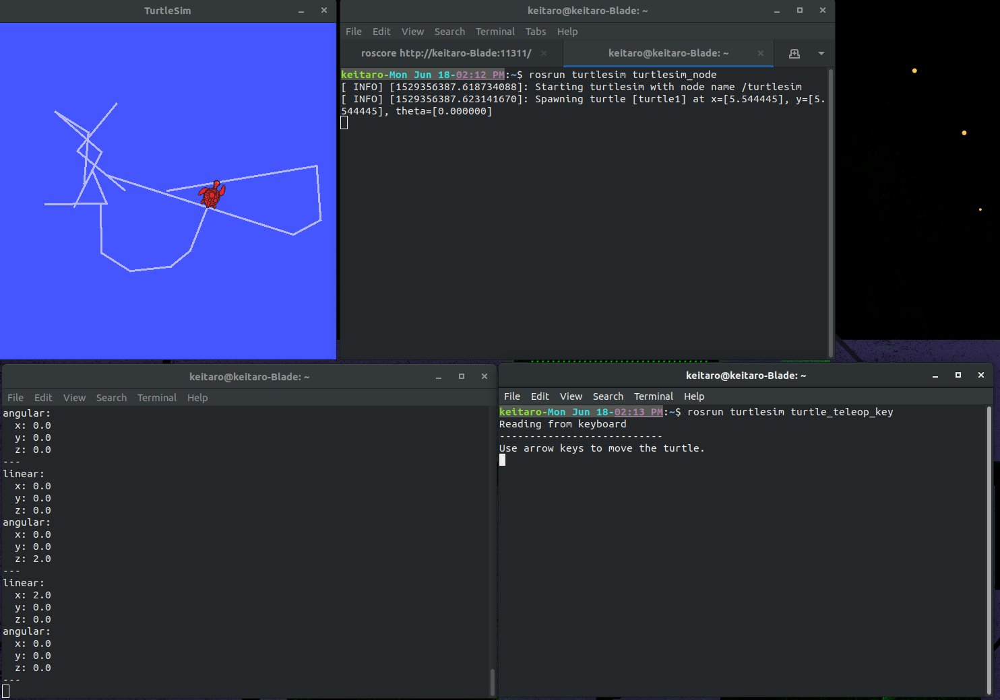 TurtleSim
keitaro@keitaro-Blade: ~
File Edit View Search Terminal Tabs Help
roscore http://keitaro-Blade:11311/
keitaro@keitaro-Blade: ~
keitaro-Mon Jun 18-02:12 PM:~$ rosrun turtlesim turtlesim_node
[ INFO] [1529356387.618734088]: Starting turtlesim with node name /turtlesim
[ INFO] [1529356387.623141670]: Spawning turtle [turtle1] at x=[5.544445], y=[5.
544445], theta=[0.000000]
keitaro@keitaro-Blade: ~
File Edit View Search Terminal Help
angular:
  x: 0.0
  y: 0.0
  z: 0.0
---
linear:
  x: 0.0
  y: 0.0
  z: 0.0
angular:
  x: 0.0
  y: 0.0
  z: 2.0
---
linear:
  x: 2.0
  y: 0.0
  z: 0.0
angular:
  x: 0.0
  y: 0.0
  z: 0.0
---
keitaro@keitaro-Blade: ~
File Edit View Search Terminal Help
keitaro-Mon Jun 18-02:13 PM:~$ rosrun turtlesim turtle_teleop_key
Reading from keyboard
---------------------------
Use arrow keys to move the turtle.